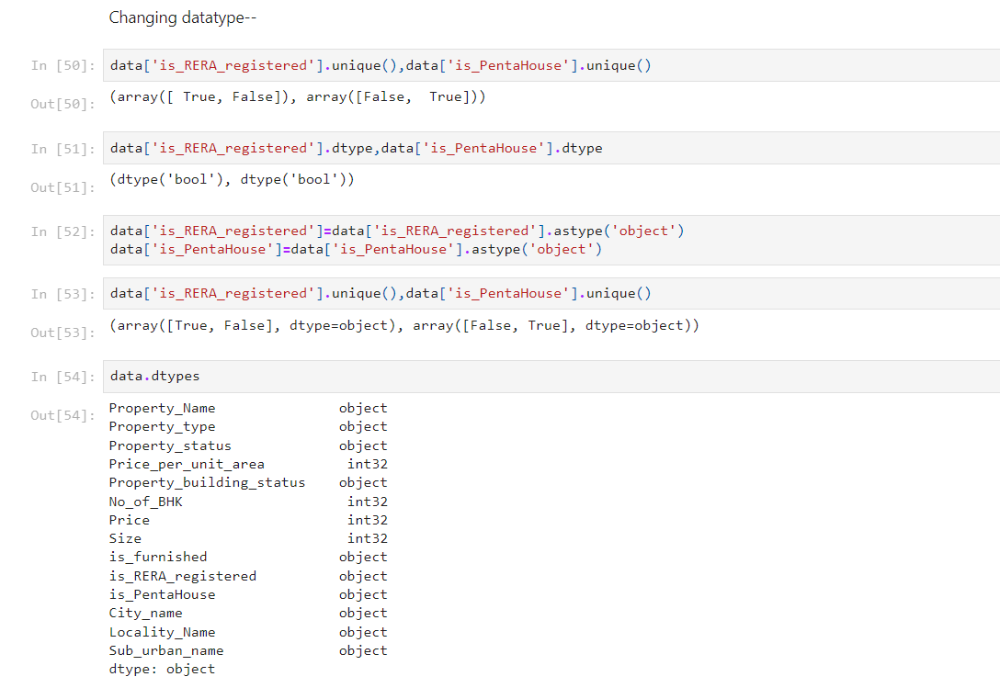 Changing datatype--
In [50]: data['is_RERA_registered'].unique(),data['is_PentaHouse'].unique()
Out[50]: (array([ True, False]), array([False,  True]))
In [51]: data['is_RERA_registered'].dtype,data['is_PentaHouse'].dtype
Out[51]: (dtype('bool'), dtype('bool'))
In [52]: data['is_RERA_registered']=data['is_RERA_registered'].astype('object')
data['is_PentaHouse']=data['is_PentaHouse'].astype('object')
In [53]: data['is_RERA_registered'].unique(),data['is_PentaHouse'].unique()
Out[53]: (array([True, False], dtype=object), array([False, True], dtype=object))
In [54]: data.dtypes
Out[54]: Property_Name               object
Property_type               object
Property_status             object
Price_per_unit_area          int32
Property_building_status    object
No_of_BHK                    int32
Price                        int32
Size                         int32
is_furnished                object
is_RERA_registered          object
is_PentaHouse               object
City_name                   object
Locality_Name               object
Sub_urban_name              object
dtype: object